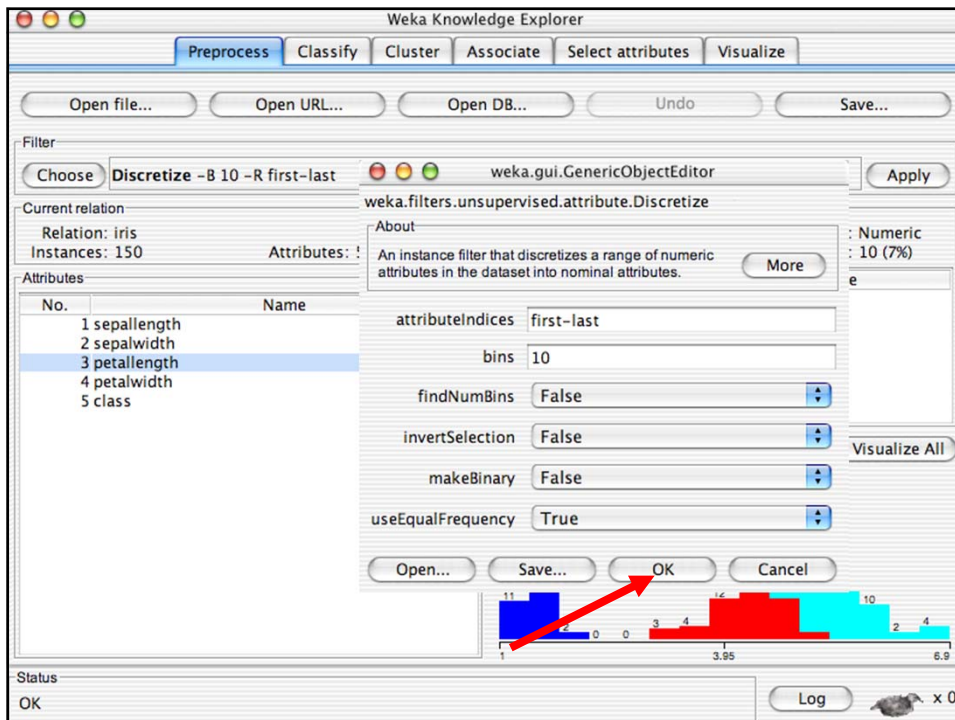 Weka Knowledge Explorer
Preprocess Classify Cluster Associate Select attributes Visualize
Open file... Open URL... Open DB... Undo Save...
Filter
Choose Discretize -B 10 -R first-last Apply
weka.gui.GenericObjectEditor
weka.filters.unsupervised.attribute.Discretize
About
An instance filter that discretizes a range of numeric
attributes in the dataset into nominal attributes.
More
attributeIndices first-last
bins 10
findNumBins False
invertSelection False
makeBinary False
useEqualFrequency True
Open... Save... OK Cancel
Current relation
Relation: iris
Instances: 150 Attributes:
: Numeric
: 10 (7%)
e
Attributes
No. Name
1 sepallength
2 sepalwidth
3 petallength
4 petalwidth
5 class
Visualize All
11 2 0 0 3 4 12 10 2 4
1 3.95 6.9
Status
OK
Log x 0